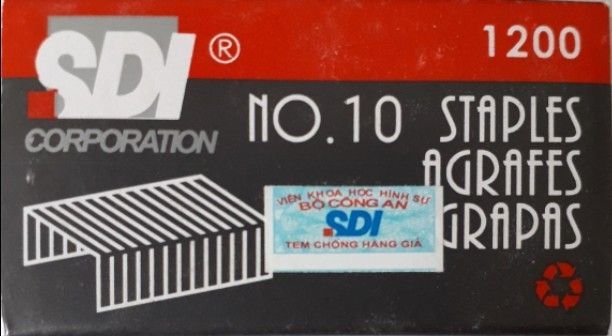 SDI®
CORPORATION
1200
NO.10 STAPLES
AGRAFES
GRAPAS
VIỆN KHOA HỌC HÌNH SỰ
BỘ CÔNG AN
SDI
TEM CHỐNG HÀNG GIẢ